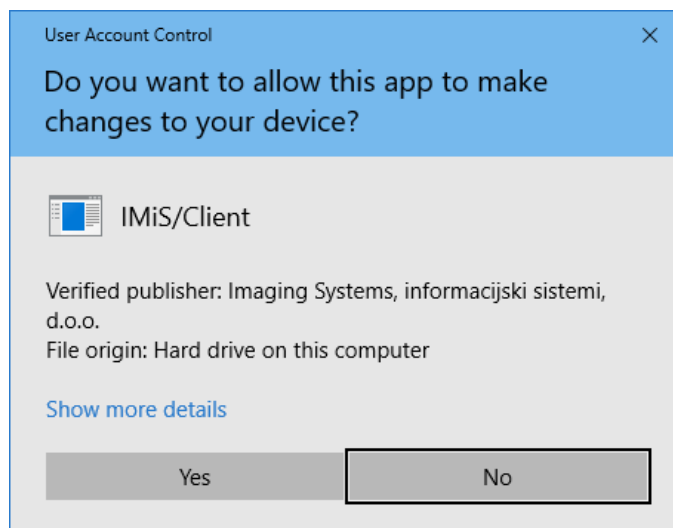 User Account Control
Do you want to allow this app to make
changes to your device?
IMiS/Client
Verified publisher: Imaging Systems, informacijski sistemi,
d.o.o.
File origin: Hard drive on this computer
Show more details
Yes
No